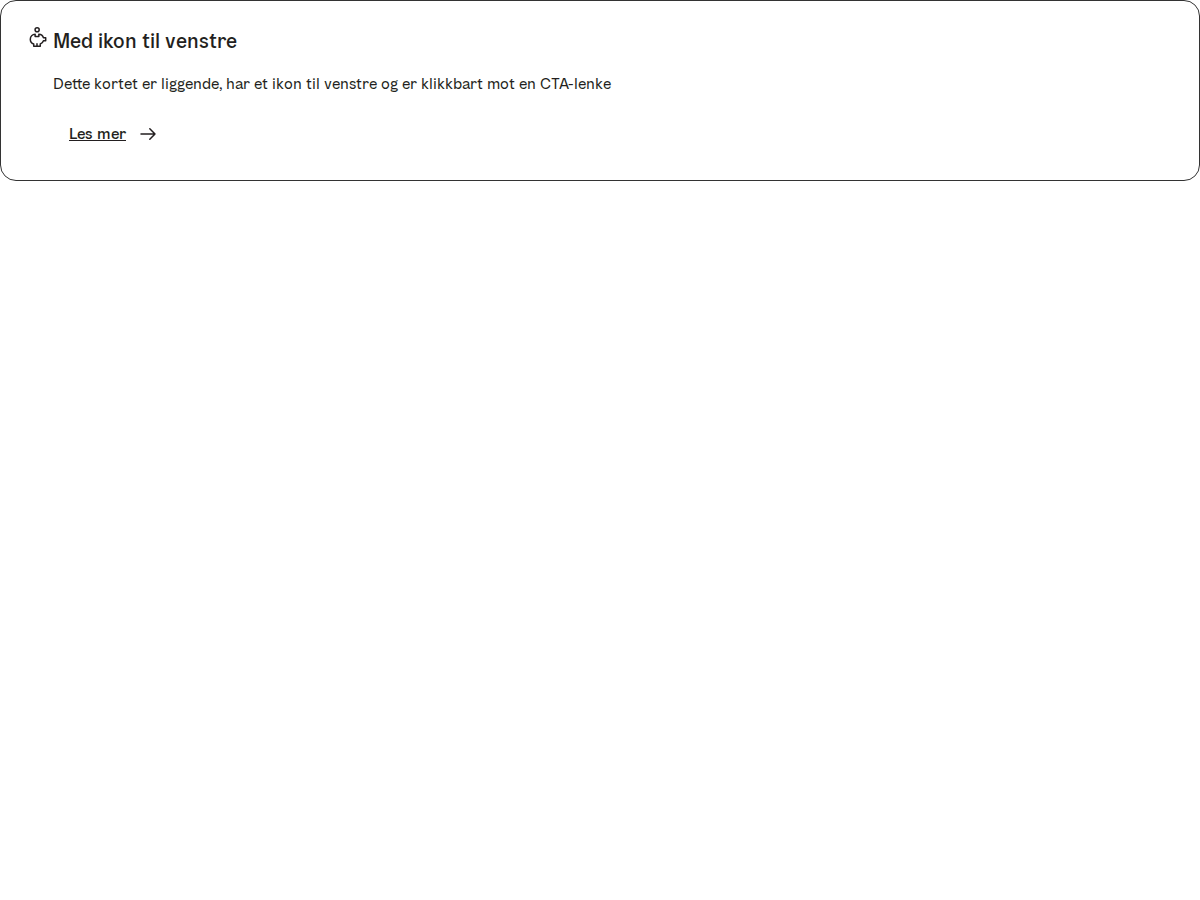 Med ikon til venstre
Dette kortet er liggende, har et ikon til venstre og er klikkbart mot en CTA-lenke
Les mer